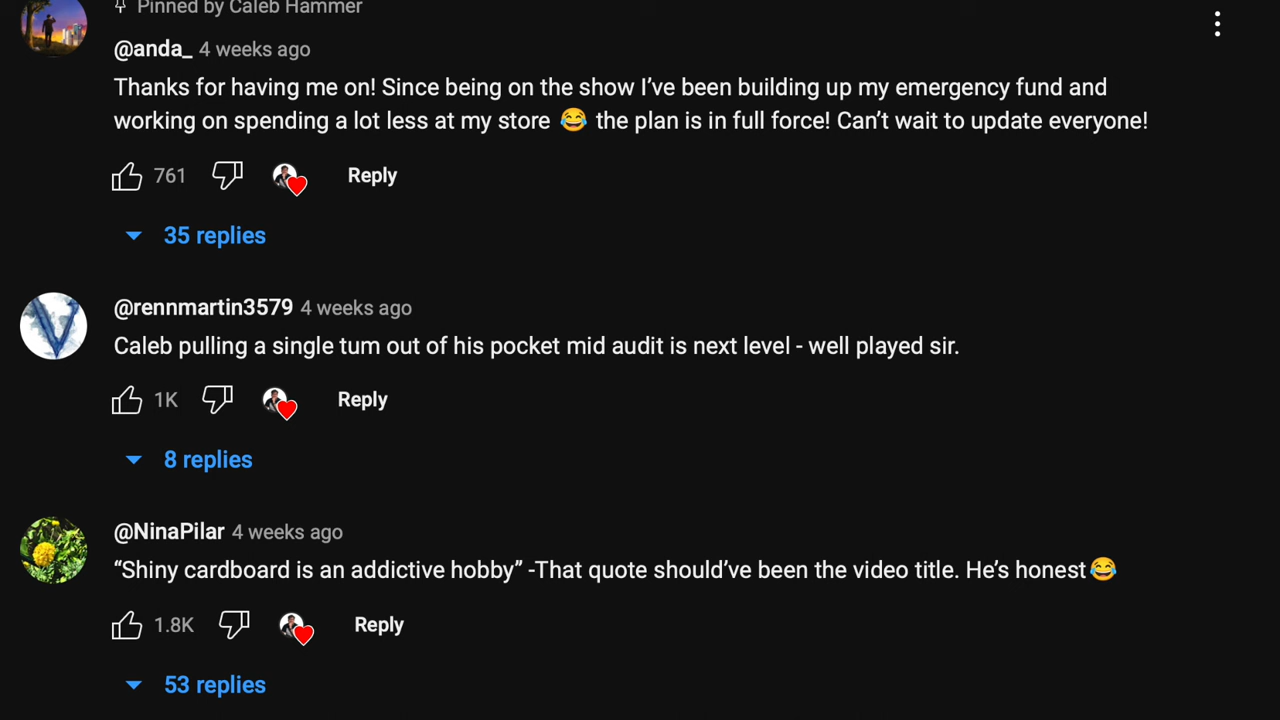 Pinned by Caleb Hammer
@anda_ 4 weeks ago
Thanks for having me on! Since being on the show I’ve been building up my emergency fund and
working on spending a lot less at my store 😂 the plan is in full force! Can’t wait to update everyone!
761 Reply
35 replies
@rennmartin3579 4 weeks ago
Caleb pulling a single tum out of his pocket mid audit is next level - well played sir.
1K Reply
8 replies
@NinaPilar 4 weeks ago
“Shiny cardboard is an addictive hobby” -That quote should’ve been the video title. He’s honest😂
1.8K Reply
53 replies